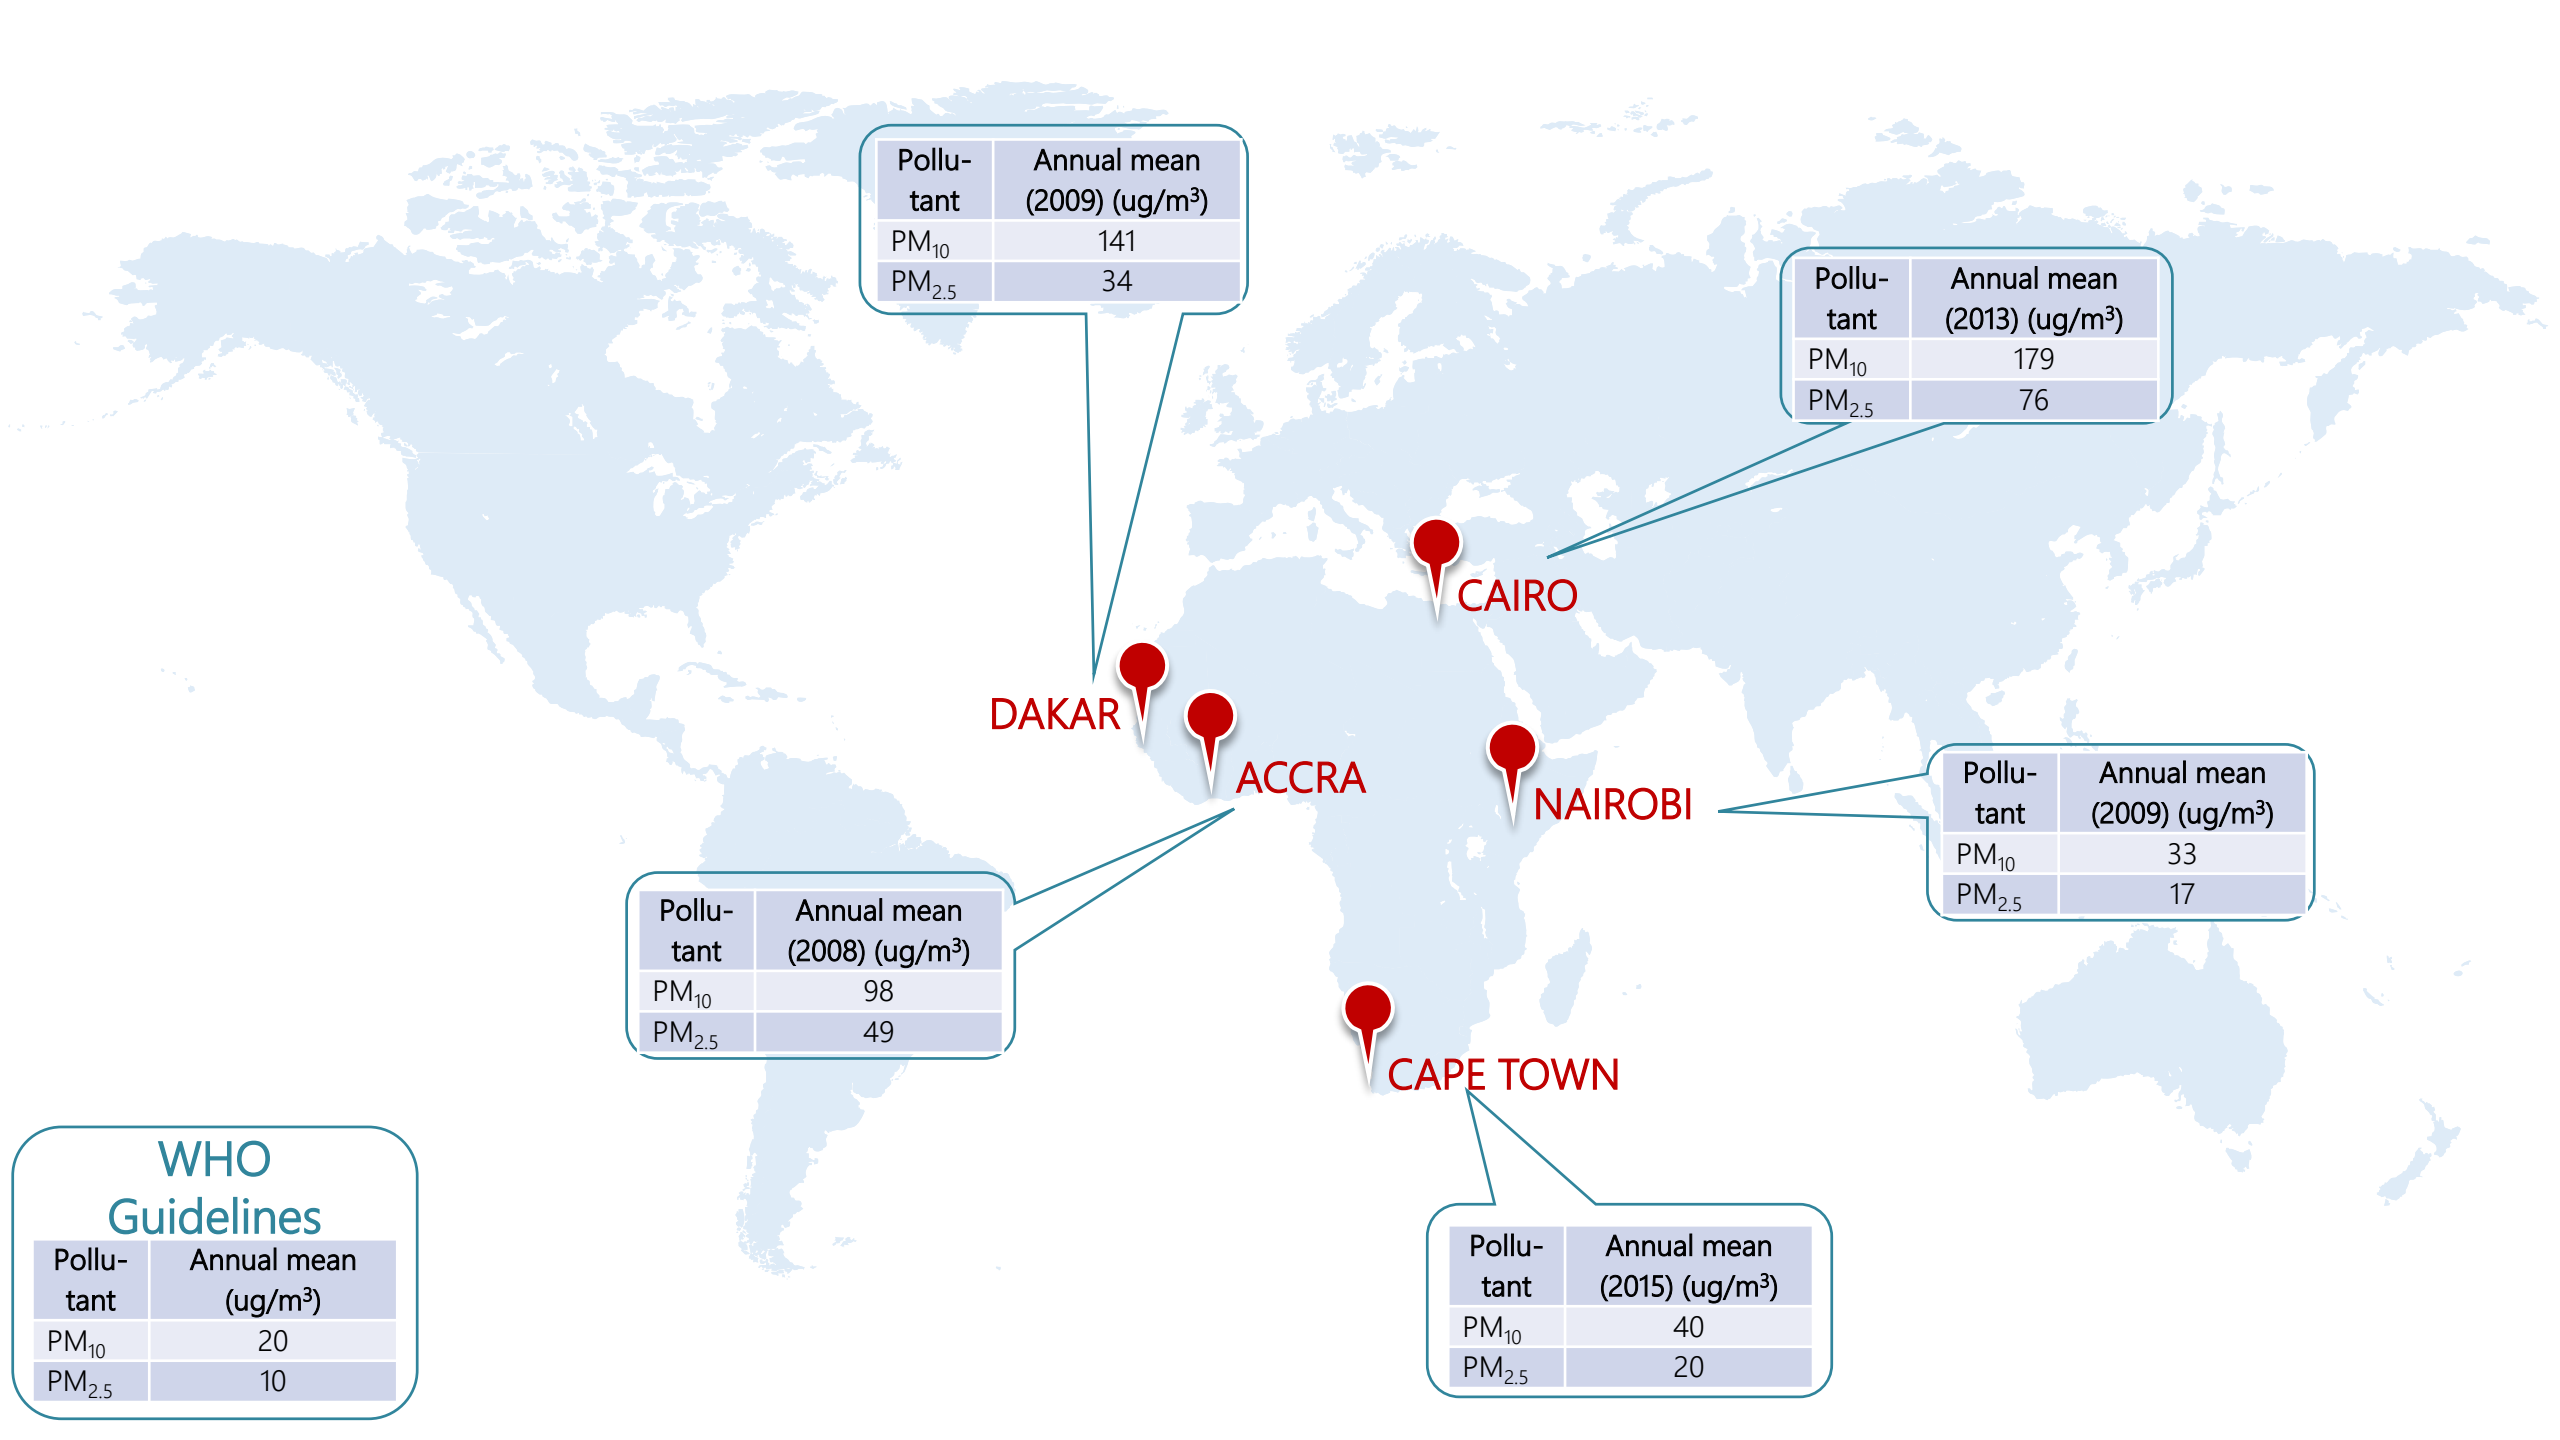 Pollu- Annual mean
tant (2009) (ug/m³)
PM₁₀ 141
PM₂.₅ 34
Pollu- Annual mean
tant (2013) (ug/m³)
PM₁₀ 179
PM₂.₅ 76
CAIRO
DAKAR
ACCRA
NAIROBI
Pollu- Annual mean
tant (2009) (ug/m³)
PM₁₀ 33
PM₂.₅ 17
Pollu- Annual mean
tant (2008) (ug/m³)
PM₁₀ 98
PM₂.₅ 49
CAPE TOWN
WHO
Guidelines
Pollu- Annual mean
tant (ug/m³)
PM₁₀ 20
PM₂.₅ 10
Pollu- Annual mean
tant (2015) (ug/m³)
PM₁₀ 40
PM₂.₅ 20